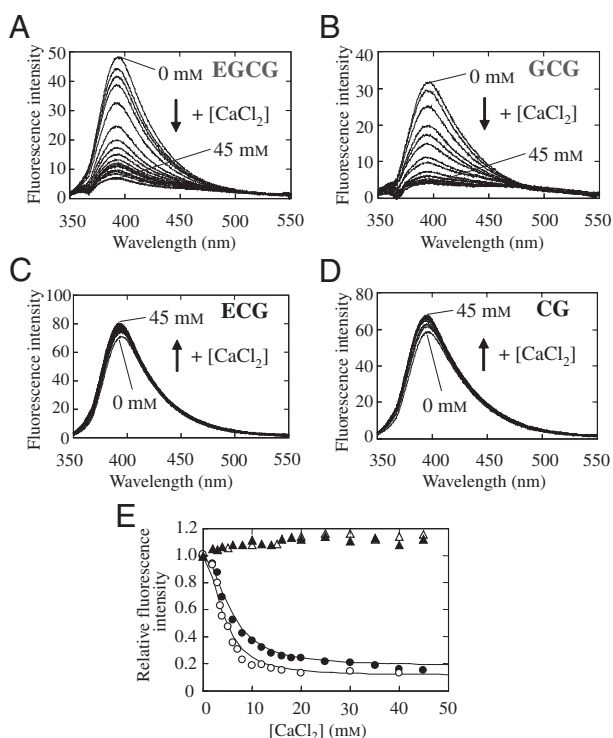 A
EGCG
0 mM
+ [CaCl2]
45 mM
50
40
30
20
10
0
350 400 450 500 550
Fluorescence intensity
Wavelength (nm)
B
GCG
0 mM
+ [CaCl2]
45 mM
40
30
20
10
0
350 400 450 500 550
Fluorescence intensity
Wavelength (nm)
C
ECG
45 mM
+ [CaCl2]
0 mM
100
80
60
40
20
0
350 400 450 500 550
Fluorescence intensity
Wavelength (nm)
D
CG
45 mM
+ [CaCl2]
0 mM
80
60
40
20
0
350 400 450 500 550
Fluorescence intensity
Wavelength (nm)
E
1.2
1.0
0.8
0.6
0.4
0.2
0
0 10 20 30 40 50
Relative fluorescence
intensity
[CaCl2] (mM)